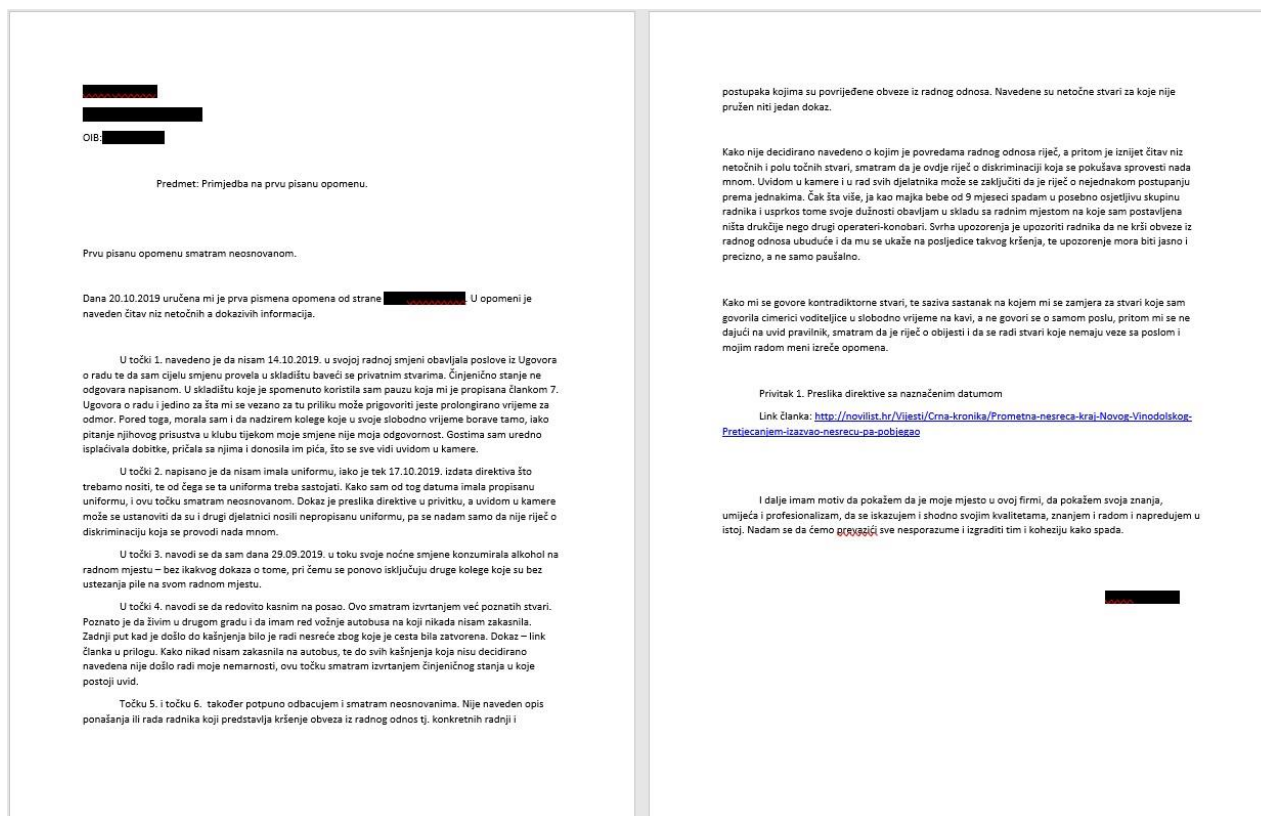 OIB:
Predmet: Primjedba na prvu pisanu opomenu.
Prvu pisanu opomenu smatram neosnovanom.
Dana 20.10.2019 uručena mi je prva pismena opomena od strane . U opomeni je
naveden čitav niz netočnih a dokazivih informacija.
U točki 1. navedeno je da nisam 14.10.2019. u svojoj radnoj smjeni obavljala poslove iz Ugovora
o radu te da sam cijelu smjenu provela u skladištu baveći se privatnim stvarima. Činjenično stanje ne
odgovara napisanom. U skladištu koje je spomenuto koristila sam pauzu koja mi je propisana člankom 7.
Ugovora o radu i jedino za šta mi se vezano za tu priliku može prigovoriti jeste prolongirano vrijeme za
odmor. Pored toga, morala sam i da nadzirem kolege koje u svoje slobodno vrijeme borave tamo, iako
pitanje njihovog prisustva u klubu tijekom moje smjene nije moja odgovornost. Gostima sam uredno
isplaćivala dobitke, pričala sa njima i donosila im pića, što se sve vidi uvidom u kamere.
U točki 2. napisano je da nisam imala uniformu, iako je tek 17.10.2019. izdata direktiva što
trebamo nositi, te od čega se ta uniforma treba sastojati. Kako sam od tog datuma imala propisanu
uniformu, i ovu točku smatram neosnovanom. Dokaz je preslika direktive u privitku, a uvidom u kamere
može se ustanoviti da su i drugi djelatnici nosili nepropisanu uniformu, pa se nadam samo da nije riječ o
diskriminaciji koja se provodi nada mnom.
U točki 3. navodi se da sam dana 29.09.2019. u toku svoje noćne smjene konzumirala alkohol na
radnom mjestu – bez ikakvog dokaza o tome, pri čemu se ponovo isključuju druge kolege koje su bez
ustezanja pile na svom radnom mjestu.
U točki 4. navodi se da redovito kasnim na posao. Ovo smatram izvrtanjem već poznatih stvari.
Poznato je da živim u drugom gradu i da imam red vožnje autobusa na koji nikada nisam zakasnila.
Zadnji put kad je došlo do kašnjenja bilo je radi nesreće zbog koje je cesta bila zatvorena. Dokaz – link
članka u prilogu. Kako nikad nisam zakasnila na autobus, te do svih kašnjenja koja nisu decidirano
navedena nije došlo radi moje nemarnosti, ovu točku smatram izvrtanjem činjeničnog stanja u koje
postoji uvid.
Točku 5. i točku 6. također potpuno odbacujem i smatram neosnovanima. Nije naveden opis
ponašanja ili rada radnika koji predstavlja kršenje obveza iz radnog odnos tj. konkretnih radnji i
postupaka kojima su povrijeđene obveze iz radnog odnosa. Navedene su netočne stvari za koje nije
pružen niti jedan dokaz.
Kako nije decidirano navedeno o kojim je povredama radnog odnosa riječ, a pritom je iznijet čitav niz
netočnih i polu točnih stvari, smatram da je ovdje riječ o diskriminaciji koja se pokušava sprovesti nada
mnom. Uvidom u kamere i u rad svih djelatnika može se zaključiti da je riječ o nejednakom postupanju
prema jednakima. Čak šta više, ja kao majka bebe od 9 mjeseci spadam u posebno osjetljivu skupinu
radnika i usprkos tome svoje dužnosti obavljam u skladu sa radnim mjestom na koje sam postavljena
ništa drukčije nego drugi operateri-konobari. Svrha upozorenja je upozoriti radnika da ne krši obveze iz
radnog odnosa ubuduće i da mu se ukaže na posljedice takvog kršenja, te upozorenje mora biti jasno i
precizno, a ne samo paušalno.
Kako mi se govore kontradiktorne stvari, te saziva sastanak na kojem mi se zamjera za stvari koje sam
govorila cimerici voditeljice u slobodno vrijeme na kavi, a ne govori se o samom poslu, pritom mi se ne
dajući na uvid pravilnik, smatram da je riječ o obijesti i da se radi stvari koje nemaju veze sa poslom i
mojim radom meni izreče opomena.
Privitak 1. Preslika direktive sa naznačenim datumom
Link članka: http://novilist.hr/Vijesti/Crna-kronika/Prometna-nesreca-kraj-Novog-Vinodolskog-
Pretjecanjem-izazvao-nesrecu-pa-pobjegao
I dalje imam motiv da pokažem da je moje mjesto u ovoj firmi, da pokažem svoja znanja,
umijeća i profesionalizam, da se iskazujem i shodno svojim kvalitetama, znanjem i radom i napredujem u
istoj. Nadam se da ćemo prevazići sve nesporazume i izgraditi tim i koheziju kako spada.